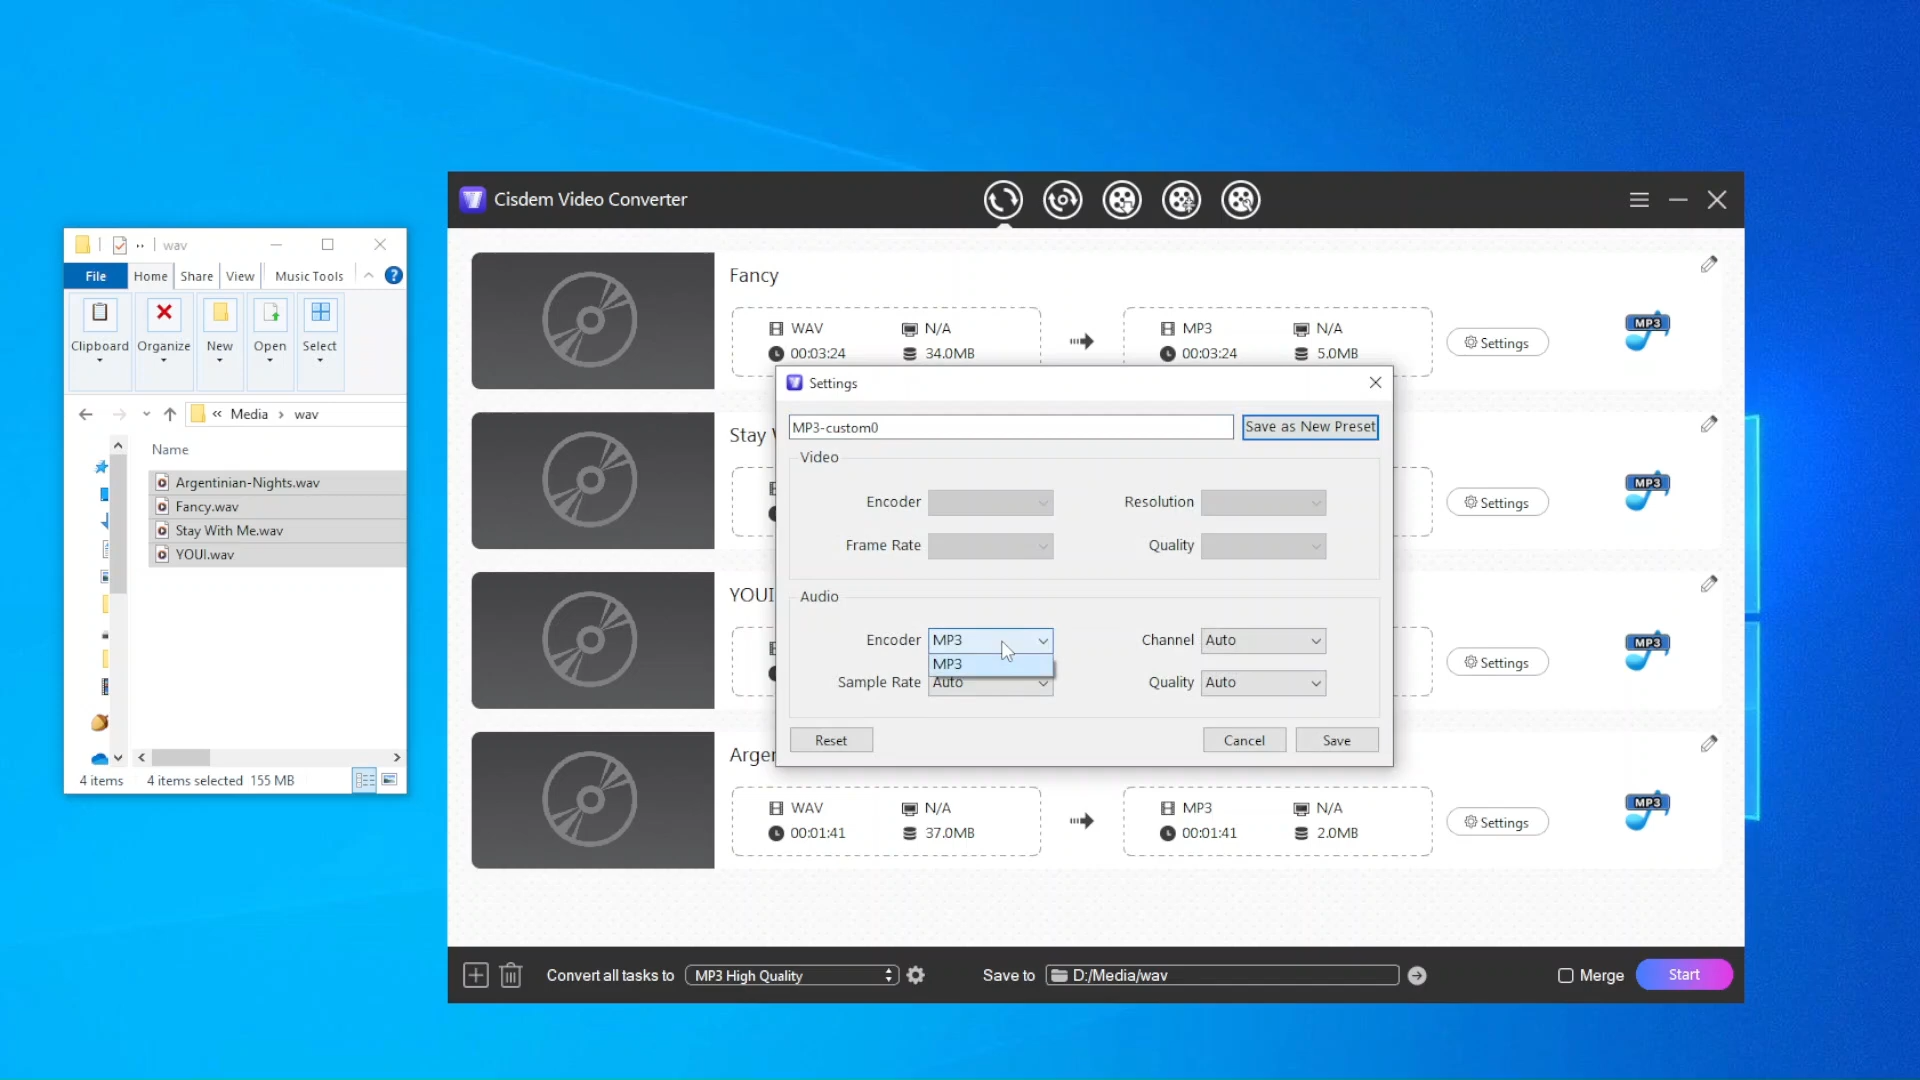 wav
File
Home
Share
View
Music Tools
?
Clipboard
Organize
New
Open
Select
« Media › wav
Name
Argentinian-Nights.wav
Fancy.wav
Stay With Me.wav
YOUI.wav
4 items
4 items selected
155 MB
Cisdem Video Converter
Fancy
WAV
N/A
00:03:24
34.0MB
MP3
N/A
00:03:24
5.0MB
Settings
MP3
Stay
Settings
MP3
YOUI
Settings
MP3
WAV
N/A
00:01:41
37.0MB
MP3
N/A
00:01:41
2.0MB
Settings
MP3
Settings
MP3-custom0
Save as New Preset
Video
Encoder
Resolution
Frame Rate
Quality
Audio
Encoder
MP3
MP3
Channel
Auto
Sample Rate
Auto
Quality
Auto
Reset
Cancel
Save
Convert all tasks to
MP3 High Quality
Save to
D:/Media/wav
Merge
Start